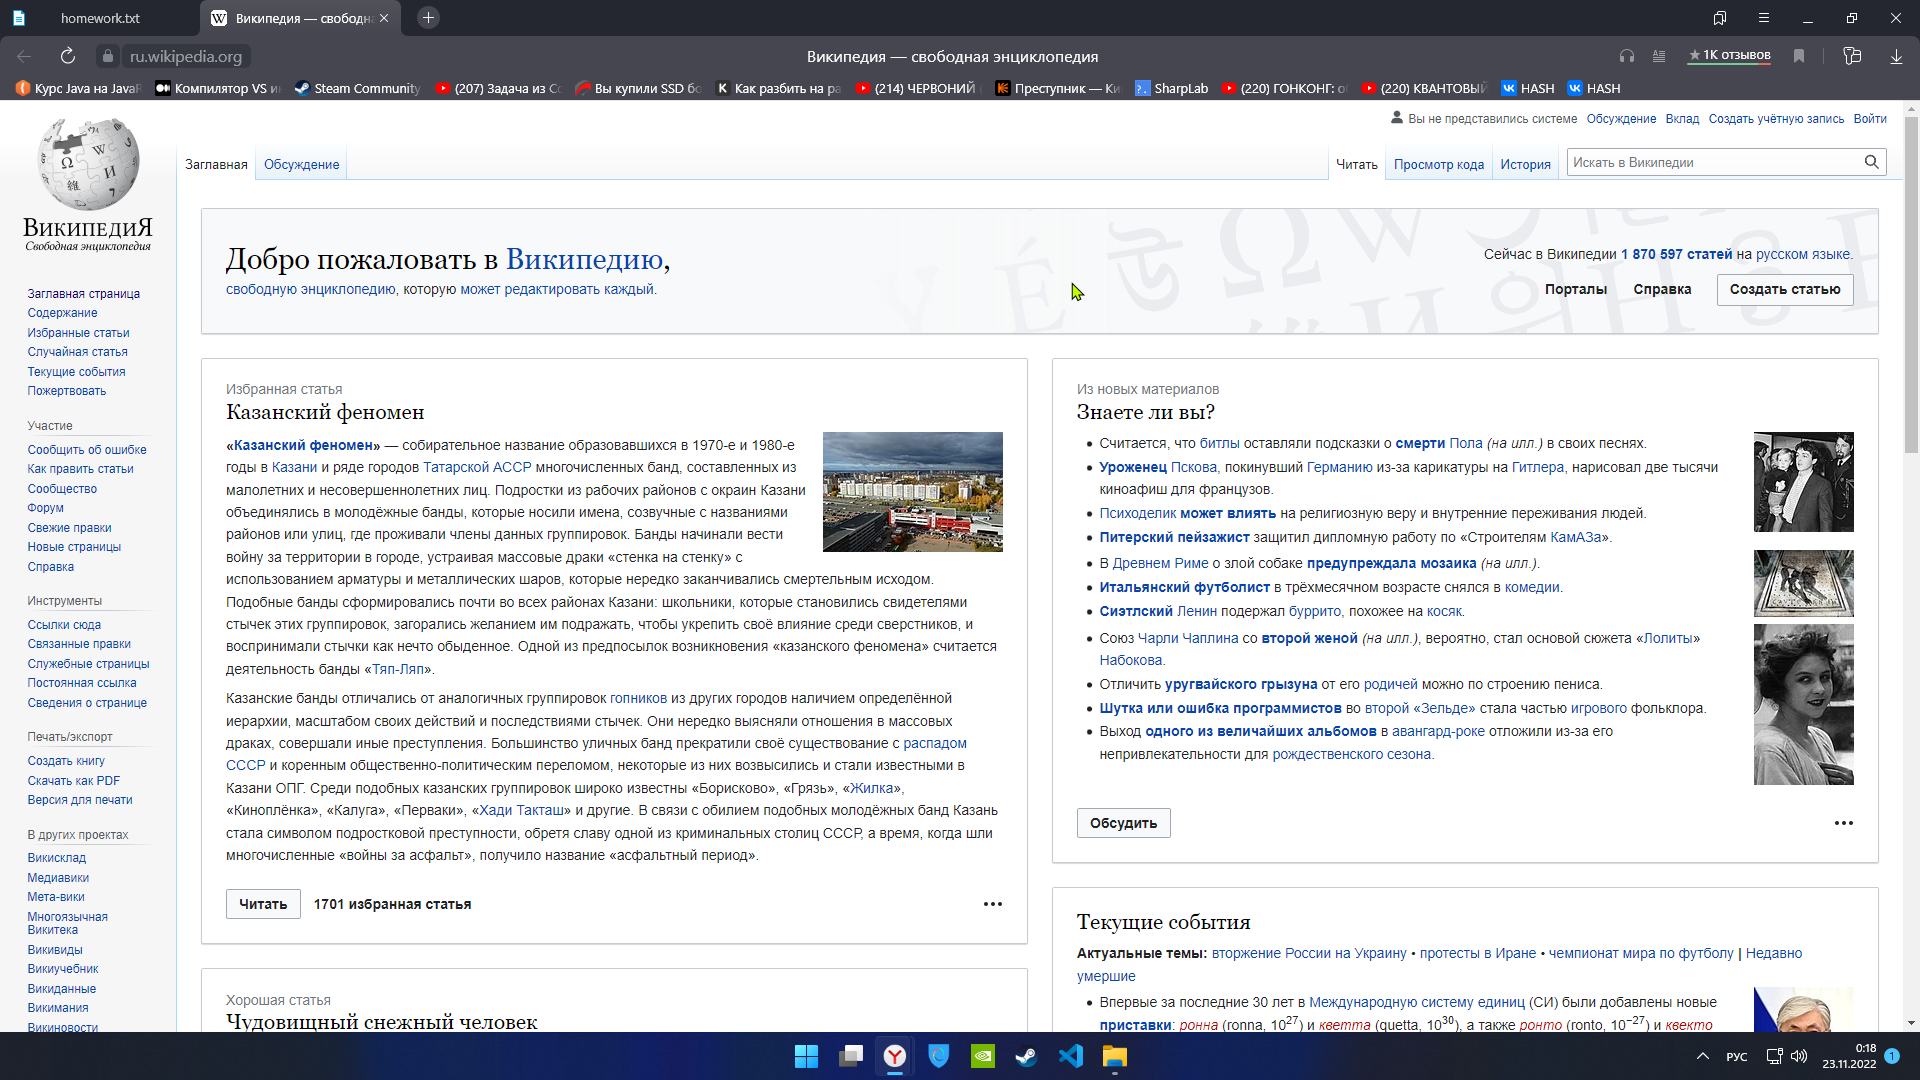 homework.txt
Википедия — свободн
ru.wikipedia.org
Википедия — свободная энциклопедия
★ 1К отзывов
Курс Java на Java
Компилятор VS и
Steam Community
(207) Задача из С
Вы купили SSD бо
Как разбить на ра
(214) ЧЕРВОНИЙ
Преступник — Ки
SharpLab
(220) ГОНКОНГ: о
(220) КВАНТОВЫЙ
HASH
HASH
Вы не представились системе Обсуждение Вклад Создать учётную запись Войти
Заглавная Обсуждение
Читать Просмотр кода История
Искать в Википедии
ВикипедиЯ
Свободная энциклопедия
Заглавная страница
Содержание
Избранные статьи
Случайная статья
Текущие события
Пожертвовать
Участие
Сообщить об ошибке
Как править статьи
Сообщество
Форум
Свежие правки
Новые страницы
Справка
Инструменты
Ссылки сюда
Связанные правки
Служебные страницы
Постоянная ссылка
Сведения о странице
Печать/экспорт
Создать книгу
Скачать как PDF
Версия для печати
В других проектах
Викисклад
Медиавики
Мета-вики
Многоязычная
Викитека
Викивиды
Викиучебник
Викиданные
Викимания
Викиновости
Добро пожаловать в Википедию,
свободную энциклопедию, которую может редактировать каждый.
Сейчас в Википедии 1 870 597 статей на русском языке.
Порталы Справка Создать статью
Избранная статья
Казанский феномен
«Казанский феномен» — собирательное название образовавшихся в 1970-е и 1980-е
годы в Казани и ряде городов Татарской АССР многочисленных банд, составленных из
малолетних и несовершеннолетних лиц. Подростки из рабочих районов с окраин Казани
объединялись в молодёжные банды, которые носили имена, созвучные с названиями
районов или улиц, где проживали члены данных группировок. Банды начинали вести
войну за территории в городе, устраивая массовые драки «стенка на стенку» с
использованием арматуры и металлических шаров, которые нередко заканчивались смертельным исходом.
Подобные банды сформировались почти во всех районах Казани: школьники, которые становились свидетелями
стычек этих группировок, загорались желанием им подражать, чтобы укрепить своё влияние среди сверстников, и
воспринимали стычки как нечто обыденное. Одной из предпосылок возникновения «казанского феномена» считается
деятельность банды «Тяп-Ляп».
Казанские банды отличались от аналогичных группировок гопников из других городов наличием определённой
иерархии, масштабом своих действий и последствиями стычек. Они нередко выясняли отношения в массовых
драках, совершали иные преступления. Большинство уличных банд прекратили своё существование с распадом
СССР и коренным общественно-политическим переломом, некоторые из них возвысились и стали известными в
Казани ОПГ. Среди подобных казанских группировок широко известны «Борисково», «Грязь», «Жилка»,
«Киноплёнка», «Калуга», «Перваки», «Хади Такташ» и другие. В связи с обилием подобных молодёжных банд Казань
стала символом подростковой преступности, обретя славу одной из криминальных столиц СССР, а время, когда шли
многочисленные «войны за асфальт», получило название «асфальтный период».
Читать 1701 избранная статья
Хорошая статья
Чудовищный снежный человек
Из новых материалов
Знаете ли вы?
Считается, что битлы оставляли подсказки о смерти Пола (на илл.) в своих песнях.
Уроженец Пскова, покинувший Германию из-за карикатуры на Гитлера, нарисовал две тысячи
киноафиш для французов.
Психоделик может влиять на религиозную веру и внутренние переживания людей.
Питерский пейзажист защитил дипломную работу по «Строителям КамАЗа».
В Древнем Риме о злой собаке предупреждала мозаика (на илл.).
Итальянский футболист в трёхмесячном возрасте снялся в комедии.
Сиэтлский Ленин подержал буррито, похожее на косяк.
Союз Чарли Чаплина со второй женой (на илл.), вероятно, стал основой сюжета «Лолиты»
Набокова.
Отличить уругвайского грызуна от его родичей можно по строению пениса.
Шутка или ошибка программистов во второй «Зельде» стала частью игрового фольклора.
Выход одного из величайших альбомов в авангард-роке отложили из-за его
непривлекательности для рождественского сезона.
Обсудить
Текущие события
Актуальные темы: вторжение России на Украину • протесты в Иране • чемпионат мира по футболу | Недавно
умершие
Впервые за последние 30 лет в Международную систему единиц (СИ) были добавлены новые
приставки: ронна (ronna, 10²⁷) и кветта (quetta, 10³⁰), а также ронто (ronto, 10⁻²⁷) и квекто
РУС
0:18
23.11.2022
1